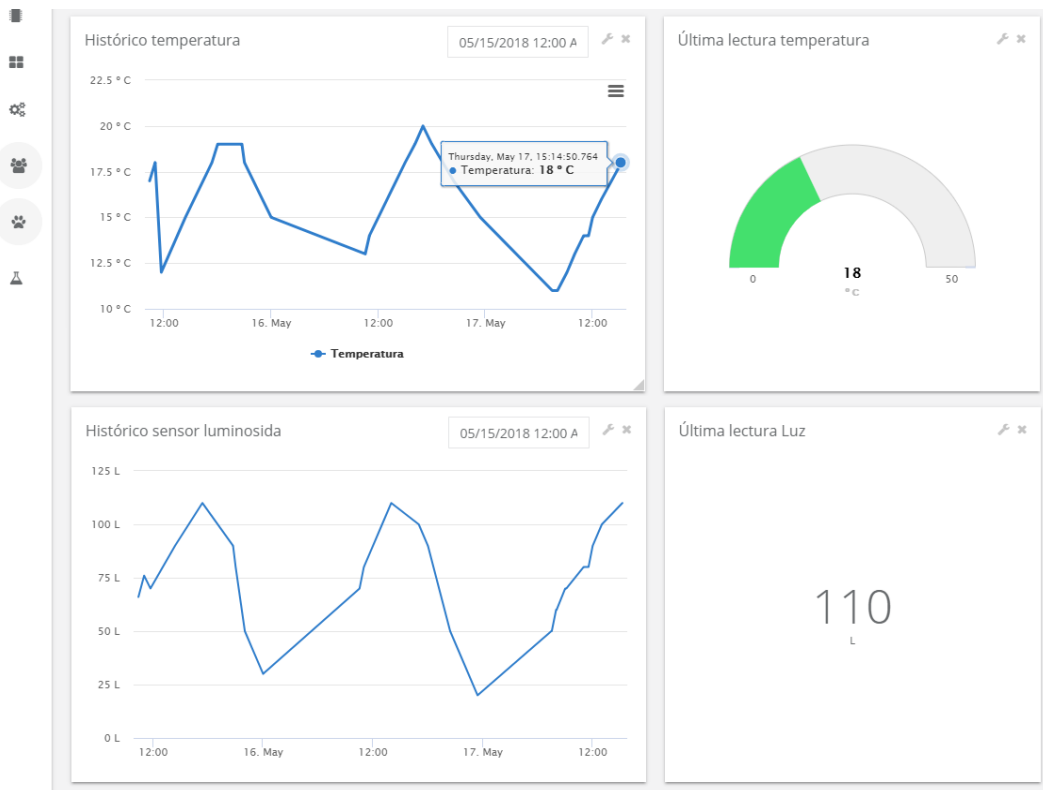 Histórico temperatura
05/15/2018 12:00 A
22.5 ° C
20 ° C
17.5 ° C
15 ° C
12.5 ° C
10 ° C
Thursday, May 17, 15:14:50.764
Temperatura: 18 ° C
12:00
16. May
12:00
17. May
12:00
Temperatura
Última lectura temperatura
18
° C
0
50
Histórico sensor luminosida
05/15/2018 12:00 A
125 L
100 L
75 L
50 L
25 L
0 L
12:00
16. May
12:00
17. May
12:00
Última lectura Luz
110
L